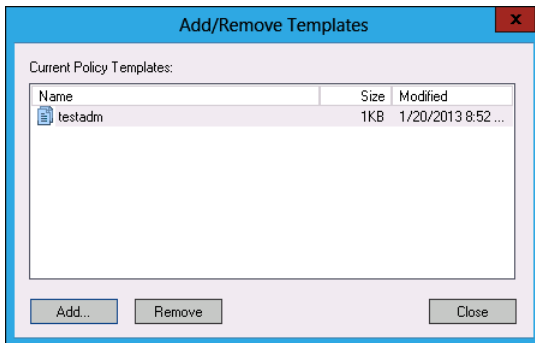 Add/Remove Templates
x
Current Policy Templates:
Name Size Modified
testadm 1KB 1/20/2013 8:52 ...
Add... Remove Close